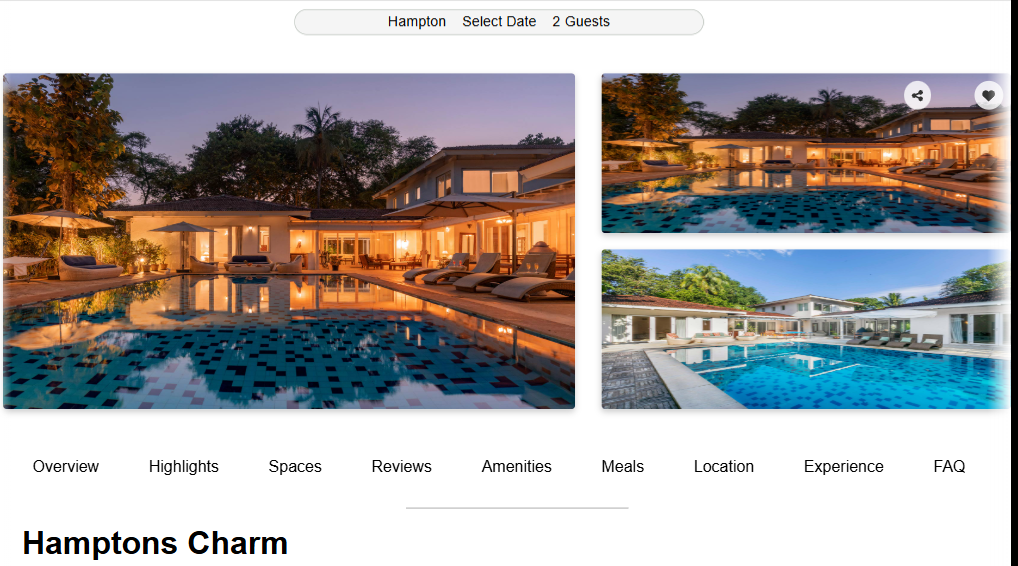 Hampton Select Date 2 Guests
Overview Highlights Spaces Reviews Amenities Meals Location Experience FAQ
Hamptons Charm